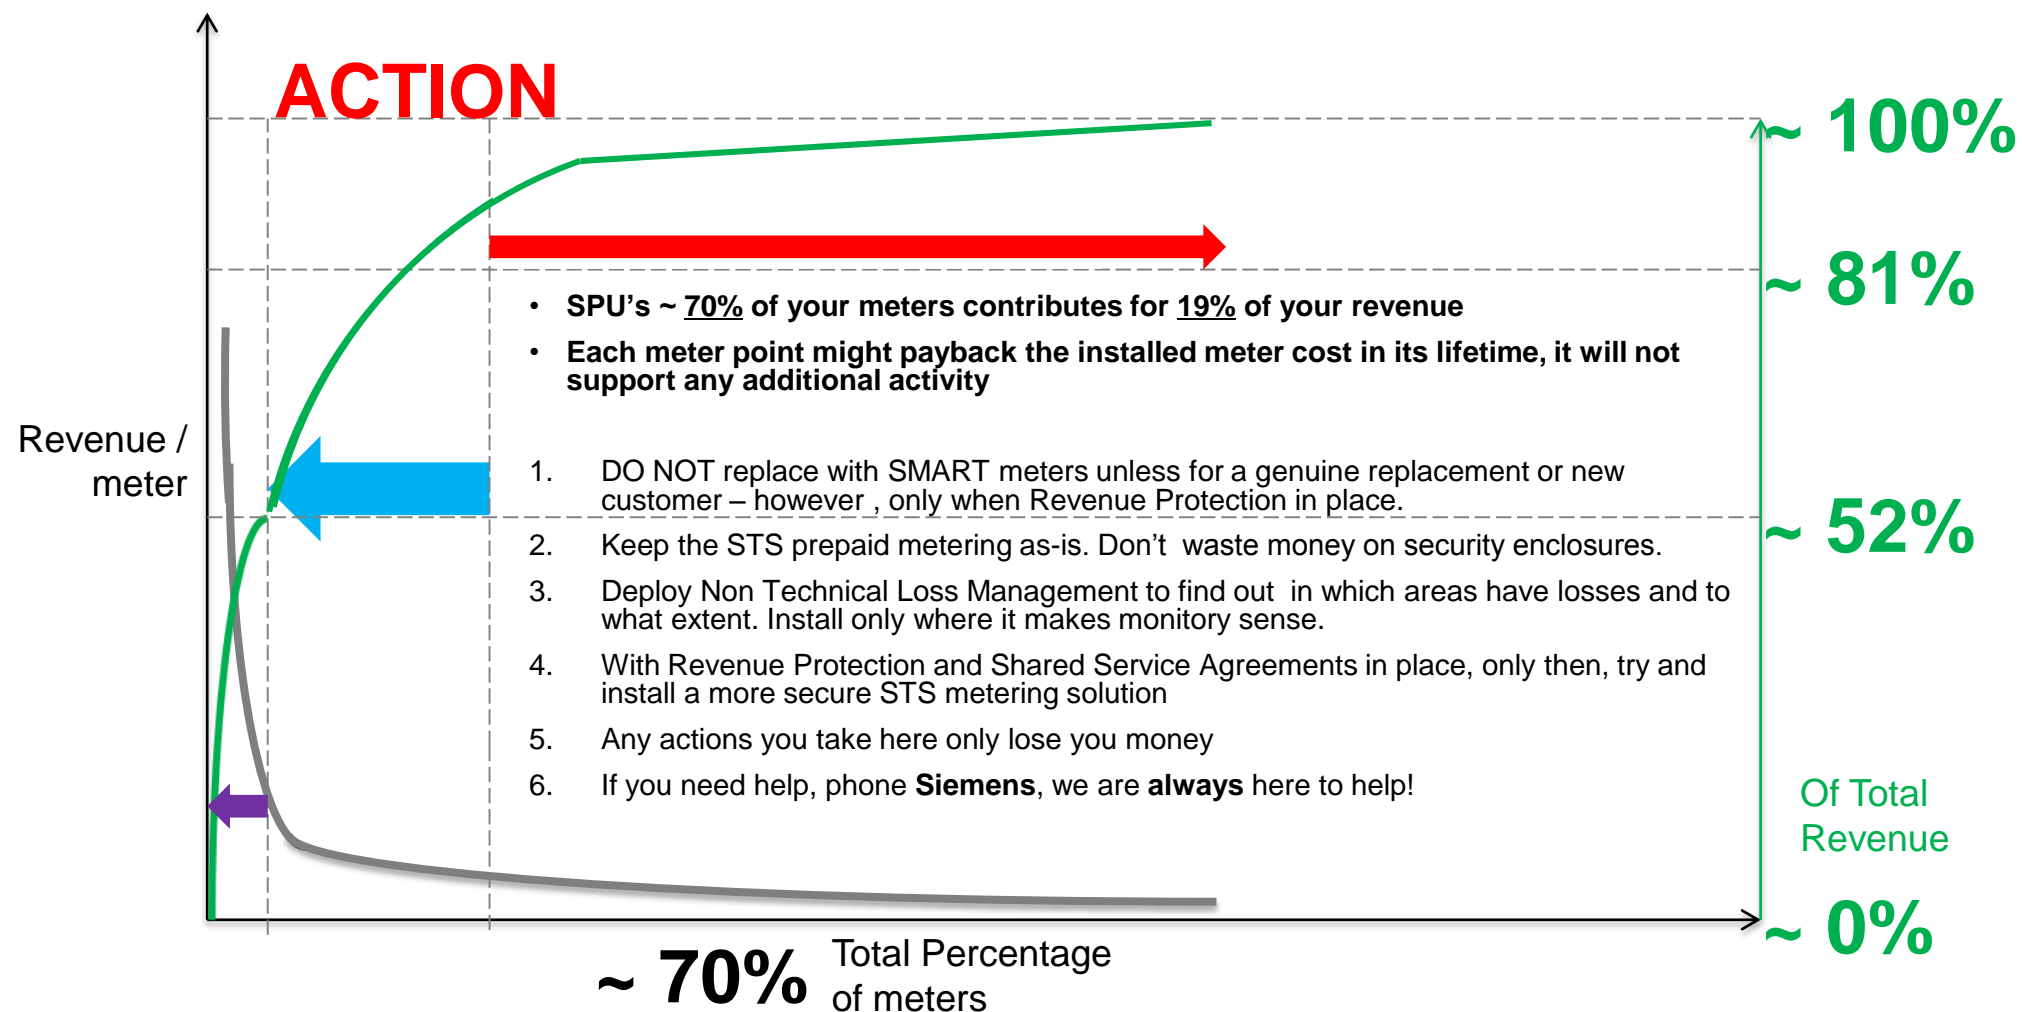 ACTION
~ 100%
~ 81%
• SPU's ~ 70% of your meters contributes for 19% of your revenue
• Each meter point might payback the installed meter cost in its lifetime, it will not
support any additional activity
Revenue /
meter
1. DO NOT replace with SMART meters unless for a genuine replacement or new
customer – however , only when Revenue Protection in place.
~ 52%
2. Keep the STS prepaid metering as-is. Don't  waste money on security enclosures.
3. Deploy Non Technical Loss Management to find out  in which areas have losses and to
what extent. Install only where it makes monitory sense.
4. With Revenue Protection and Shared Service Agreements in place, only then, try and
install a more secure STS metering solution
5. Any actions you take here only lose you money
6. If you need help, phone Siemens, we are always here to help!
Of Total
Revenue
~ 0%
~ 70%
Total Percentage
of meters